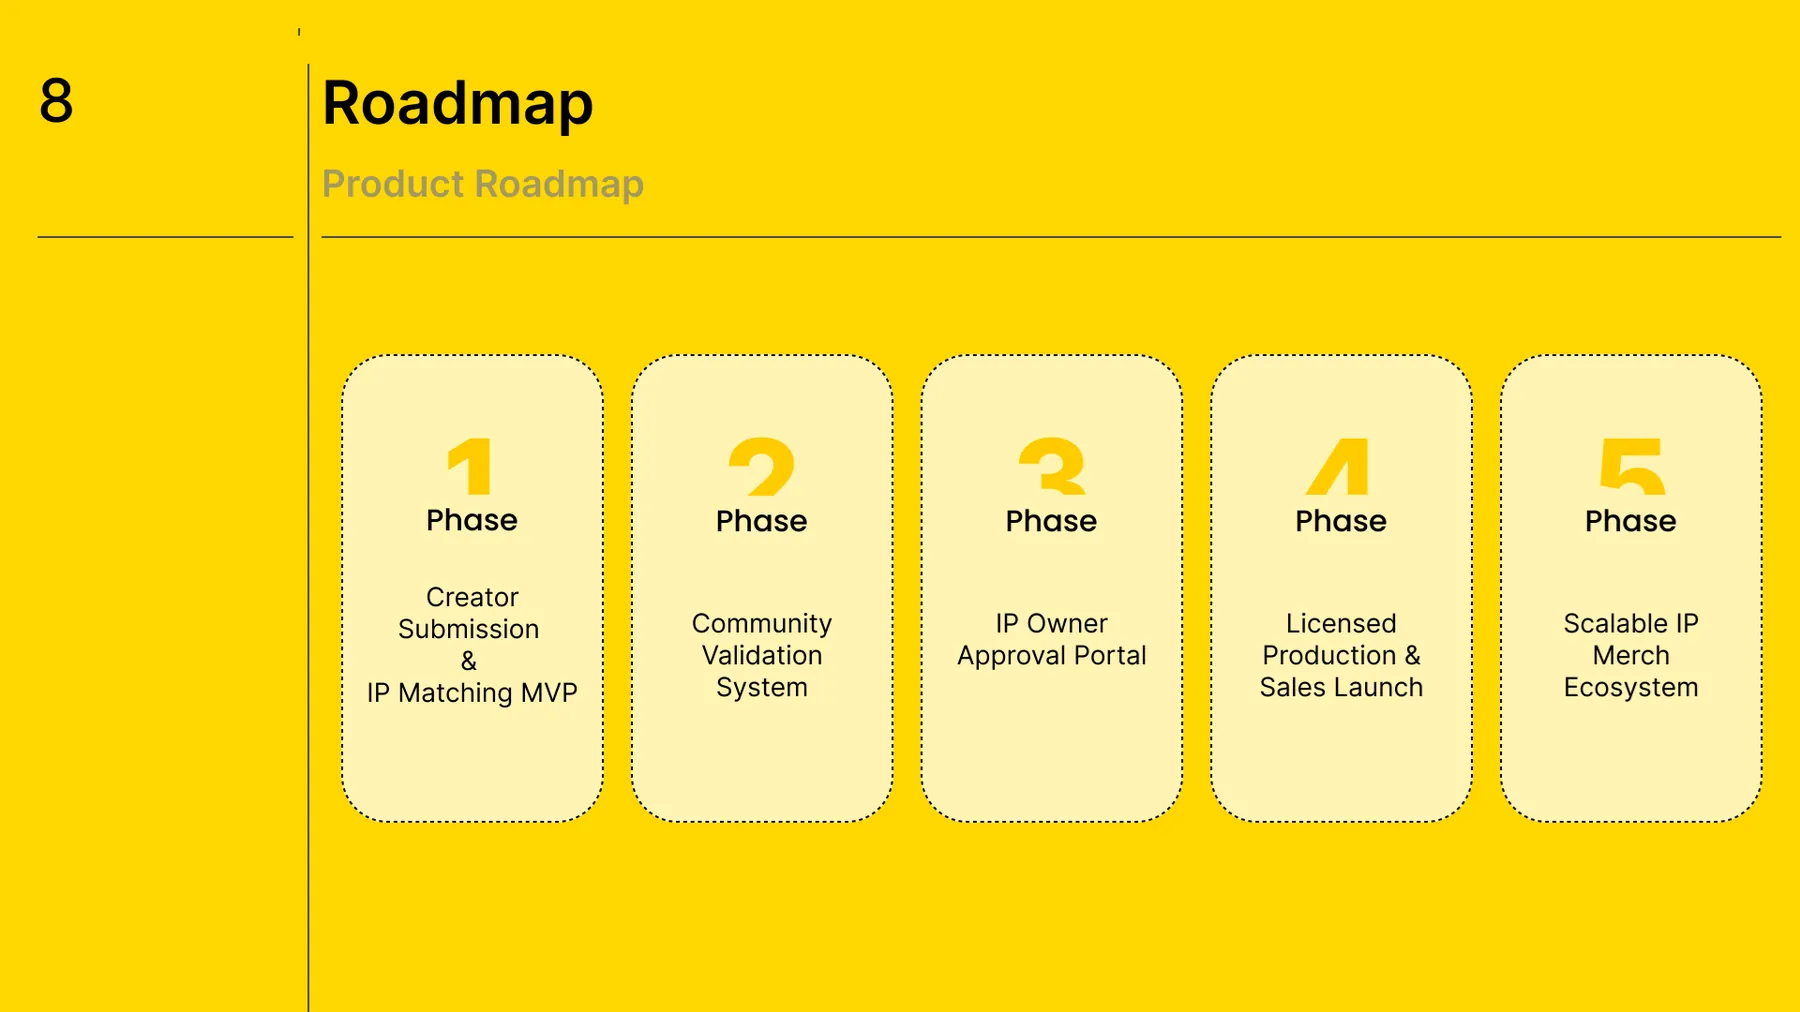 8
Roadmap
Product Roadmap
1
Phase
Creator
Submission
&
IP Matching MVP
2
Phase
Community
Validation
System
3
Phase
IP Owner
Approval Portal
4
Phase
Licensed
Production &
Sales Launch
5
Phase
Scalable IP
Merch
Ecosystem